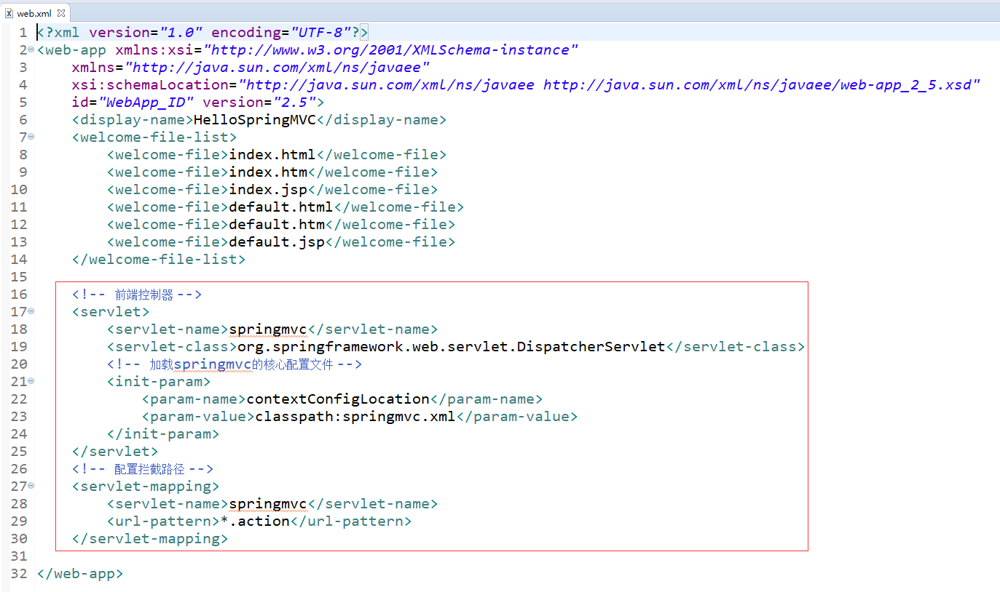 web.xml
1 <?xml version="1.0" encoding="UTF-8"?>
2 <web-app xmlns:xsi="http://www.w3.org/2001/XMLSchema-instance"
3 xmlns="http://java.sun.com/xml/ns/javaee"
4 xsi:schemaLocation="http://java.sun.com/xml/ns/javaee http://java.sun.com/xml/ns/javaee/web-app_2_5.xsd"
5 id="WebApp_ID" version="2.5">
6 <display-name>HelloSpringMVC</display-name>
7 <welcome-file-list>
8 <welcome-file>index.html</welcome-file>
9 <welcome-file>index.htm</welcome-file>
10 <welcome-file>index.jsp</welcome-file>
11 <welcome-file>default.html</welcome-file>
12 <welcome-file>default.htm</welcome-file>
13 <welcome-file>default.jsp</welcome-file>
14 </welcome-file-list>
15
16 <!-- 前端控制器 -->
17 <servlet>
18 <servlet-name>springmvc</servlet-name>
19 <servlet-class>org.springframework.web.servlet.DispatcherServlet</servlet-class>
20 <!-- 加载springmvc的核心配置文件 -->
21 <init-param>
22 <param-name>contextConfigLocation</param-name>
23 <param-value>classpath:springmvc.xml</param-value>
24 </init-param>
25 </servlet>
26 <!-- 配置拦截路径 -->
27 <servlet-mapping>
28 <servlet-name>springmvc</servlet-name>
29 <url-pattern>*.action</url-pattern>
30 </servlet-mapping>
31
32 </web-app>